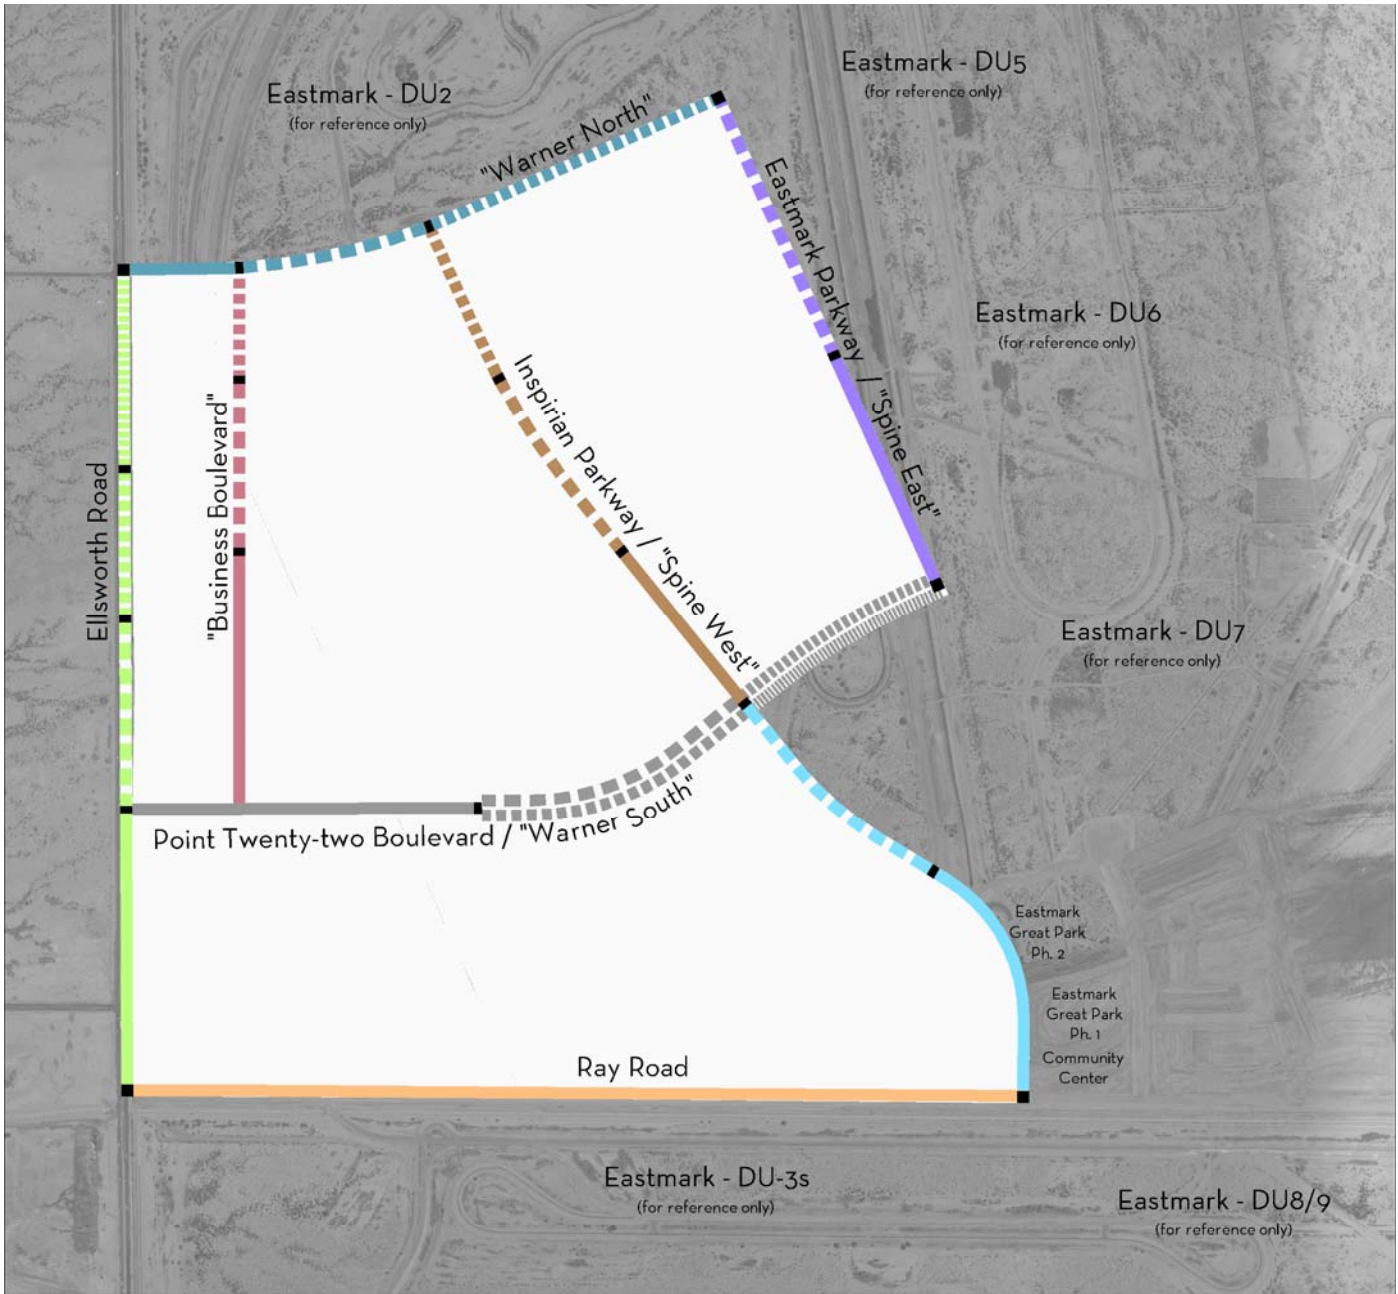 Eastmark - DU5
(for reference only)
Eastmark - DU2
(for reference only)
"Warner North"
Eastmark Parkway / "Spine East"
Eastmark - DU6
(for reference only)
Inspirian Parkway / "Spine West"
"Business Boulevard"
Ellsworth Road
Eastmark - DU7
(for reference only)
Point Twenty-two Boulevard / "Warner South"
Eastmark
Great Park
Ph. 2
Eastmark
Great Park
Ph. 1
Community
Center
Ray Road
Eastmark - DU-3s
(for reference only)
Eastmark - DU8/9
(for reference only)